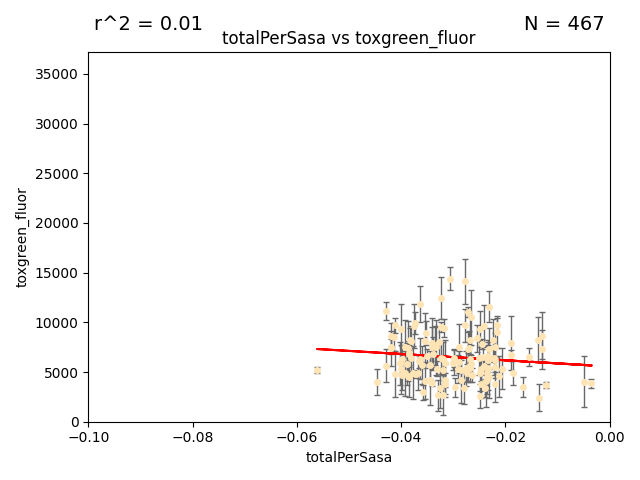 r^2 = 0.01
N = 467
totalPerSasa vs toxgreen_fluor
35000
30000
25000
20000
15000
10000
5000
0
toxgreen_fluor
−0.10
−0.08
−0.06
−0.04
−0.02
0.00
totalPerSasa